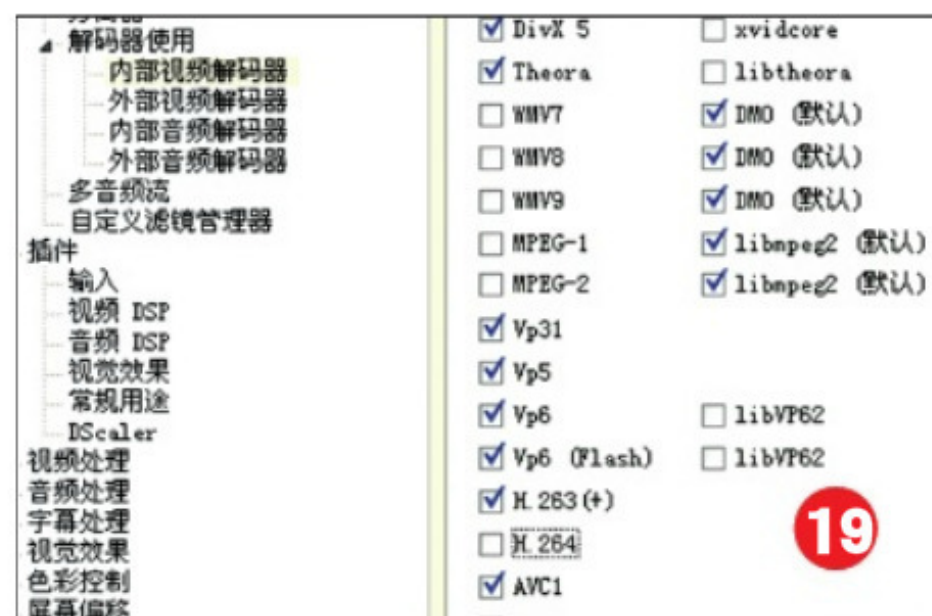 解码器使用
内部视频解码器
外部视频解码器
内部音频解码器
外部音频解码器
多音频流
自定义滤镜管理器
插件
输入
视频 DSP
音频 DSP
视觉效果
常规用途
DScaler
视频处理
音频处理
字幕处理
视觉效果
色彩控制
屏幕偏移
DivX 5 xvidcore
Theora libtheora
WMV7 DMO (默认)
WMV8 DMO (默认)
WMV9 DMO (默认)
MPEG-1 libmpeg2 (默认)
MPEG-2 libmpeg2 (默认)
Vp31
Vp5
Vp6 libVP62
Vp6 (Flash) libVP62
H.263(+)
H.264
AVC1
19